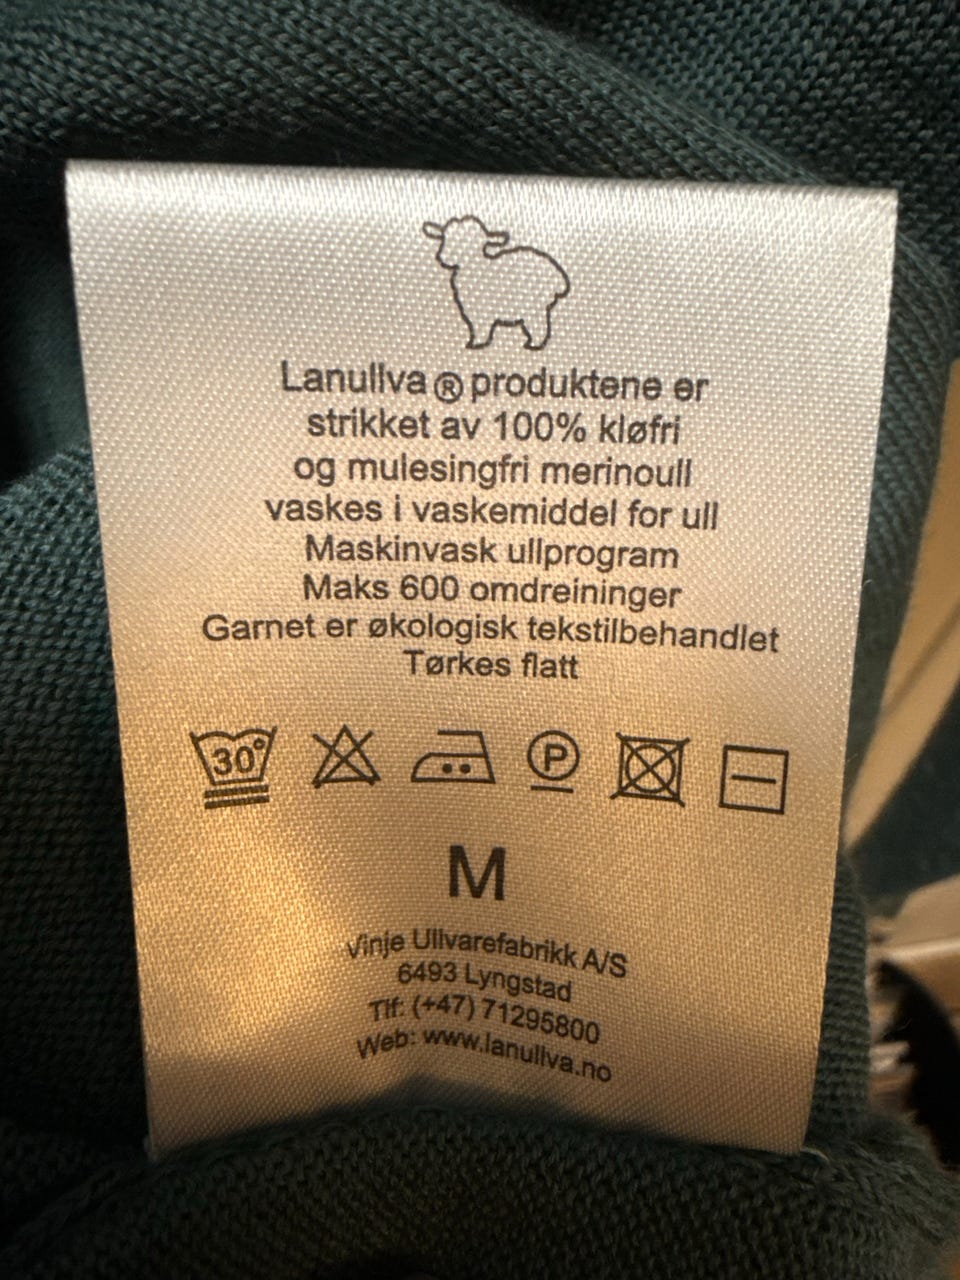 Lanullva® produktene er
strikket av 100% kløfri
og mulesingfri merinoull
vaskes i vaskemiddel for ull
Maskinvask ullprogram
Maks 600 omdreininger
Garnet er økologisk tekstilbehandlet
Tørkes flatt
30° P
M
Vinje Ullvarefabrikk A/S
6493 Lyngstad
Tlf: (+47) 71295800
Web: www.lanullva.no